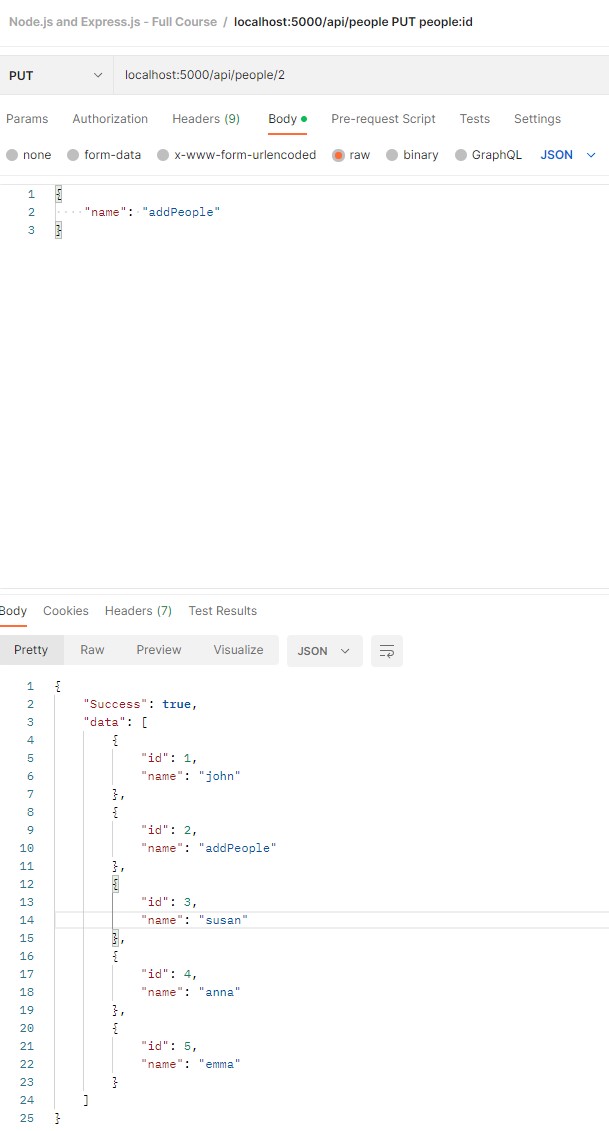 Node.js and Express.js - Full Course / localhost:5000/api/people PUT people:id
PUT localhost:5000/api/people/2
Params Authorization Headers (9) Body Pre-request Script Tests Settings
none form-data x-www-form-urlencoded raw binary GraphQL JSON
1 {
2 ····"name":·"addPeople"
3 }
Body Cookies Headers (7) Test Results
Pretty Raw Preview Visualize JSON
1 {
2 "Success": true,
3 "data": [
4 {
5 "id": 1,
6 "name": "john"
7 },
8 {
9 "id": 2,
10 "name": "addPeople"
11 },
12 {
13 "id": 3,
14 "name": "susan"
15 },
16 {
17 "id": 4,
18 "name": "anna"
19 },
20 {
21 "id": 5,
22 "name": "emma"
23 }
24 ]
25 }